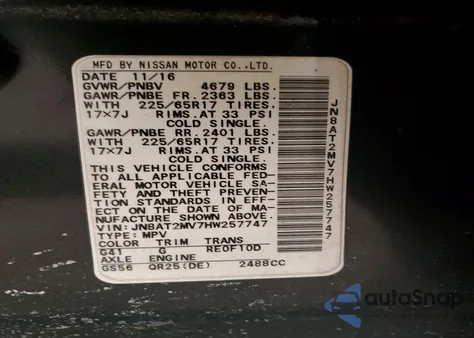 MFD BY NISSAN MOTOR CO.,LTD.
DATE 11/16
GVWR/PNBV 4679 LBS.
GAWR/PNBE FR. 2363 LBS.
WITH 225/65R17 TIRES.
17×7J RIMS.AT 33 PSI
COLD SINGLE.
GAWR/PNBE RR. 2401 LBS.
WITH 225/65R17 TIRES.
17×7J RIMS.AT 33 PSI
COLD SINGLE.
THIS VEHICLE CONFORMS
TO ALL APPLICABLE FED-
ERAL MOTOR VEHICLE SA-
FETY AND THEFT PREVEN-
TION STANDARDS IN EFF-
ECT ON THE DATE OF MA-
NUFACTURE SHOWN ABOVE.
VIN:JN8AT2MV7HW257747
TYPE: MPV
COLOR TRIM TRANS
G41 G RE0F10D
AXLE ENGINE
GS56 QR25(DE) 2488CC
JN8AT2MV7HW257747
autoSnap